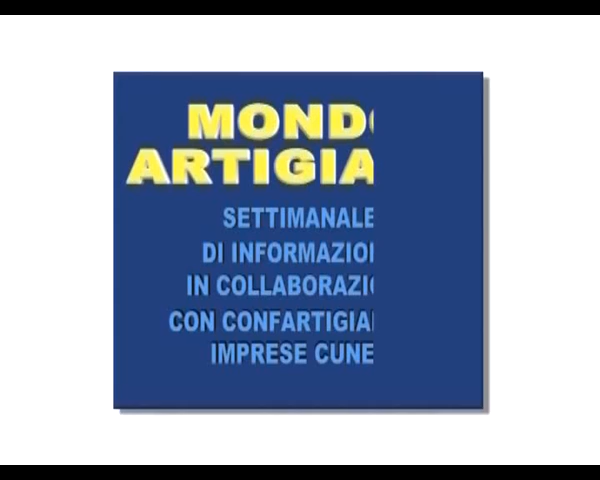 MOND
ARTIGIA
SETTIMANALE
DI INFORMAZIO
IN COLLABORAZI
CON CONFARTIGIA
IMPRESE CUNE